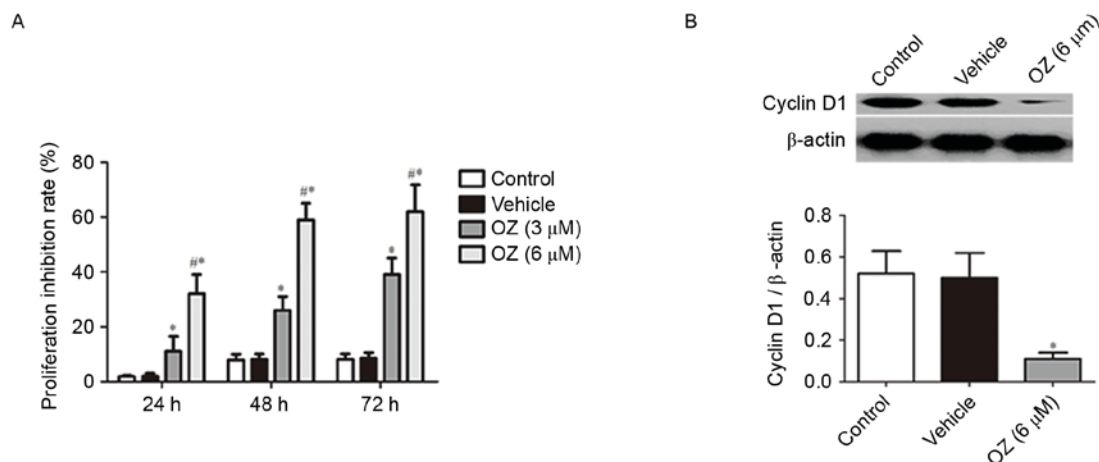 A
Proliferation inhibition rate (%)
80
60
40
20
0
*
#*
*
#*
*
#*
24 h
48 h
72 h
Control
Vehicle
OZ (3 μM)
OZ (6 μM)
B
Control
Vehicle
OZ (6 μm)
Cyclin D1
β-actin
Cyclin D1 / β -actin
0.8
0.6
0.4
0.2
0.0
*
Control
Vehicle
OZ (6 μM)